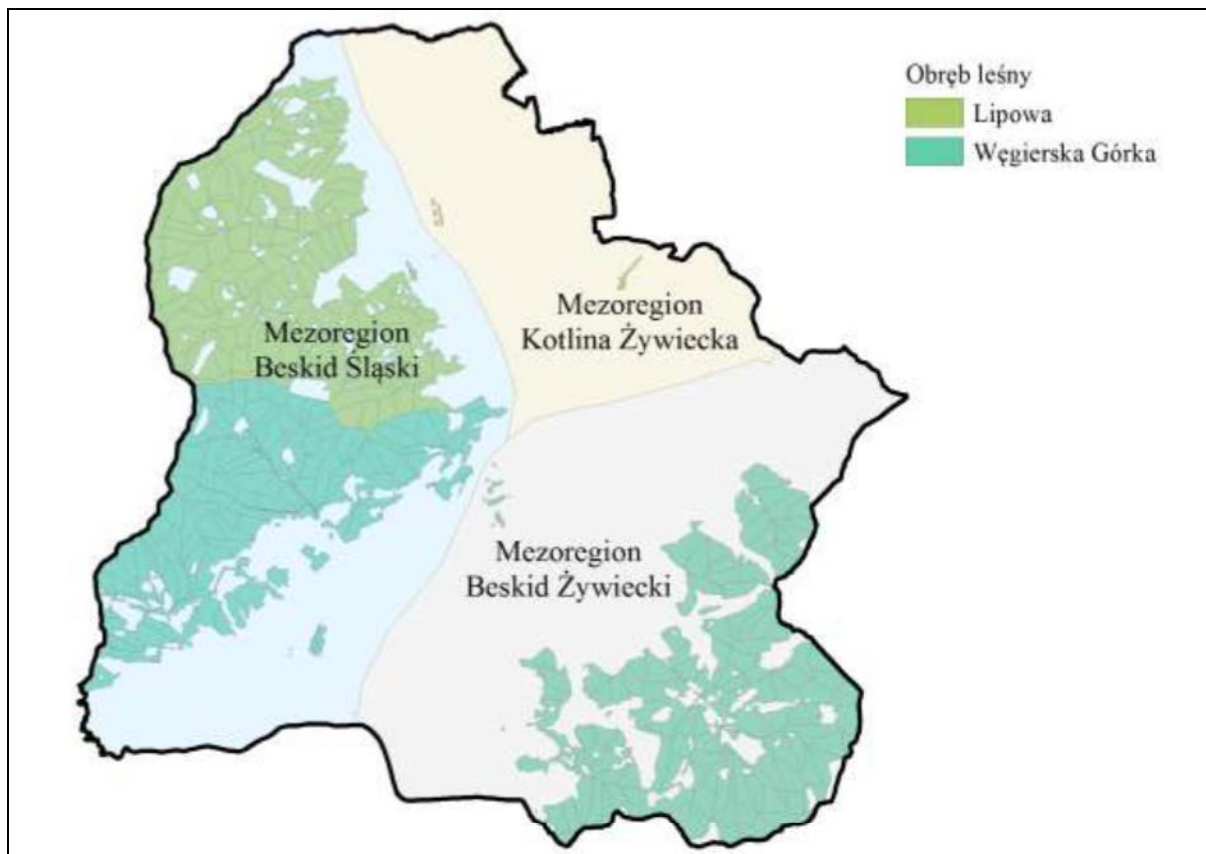 Obręb leśny
Lipowa
Węgierska Górka
Mezoregion
Kotlina Żywiecka
Mezoregion
Beskid Śląski
Mezoregion
Beskid Żywiecki